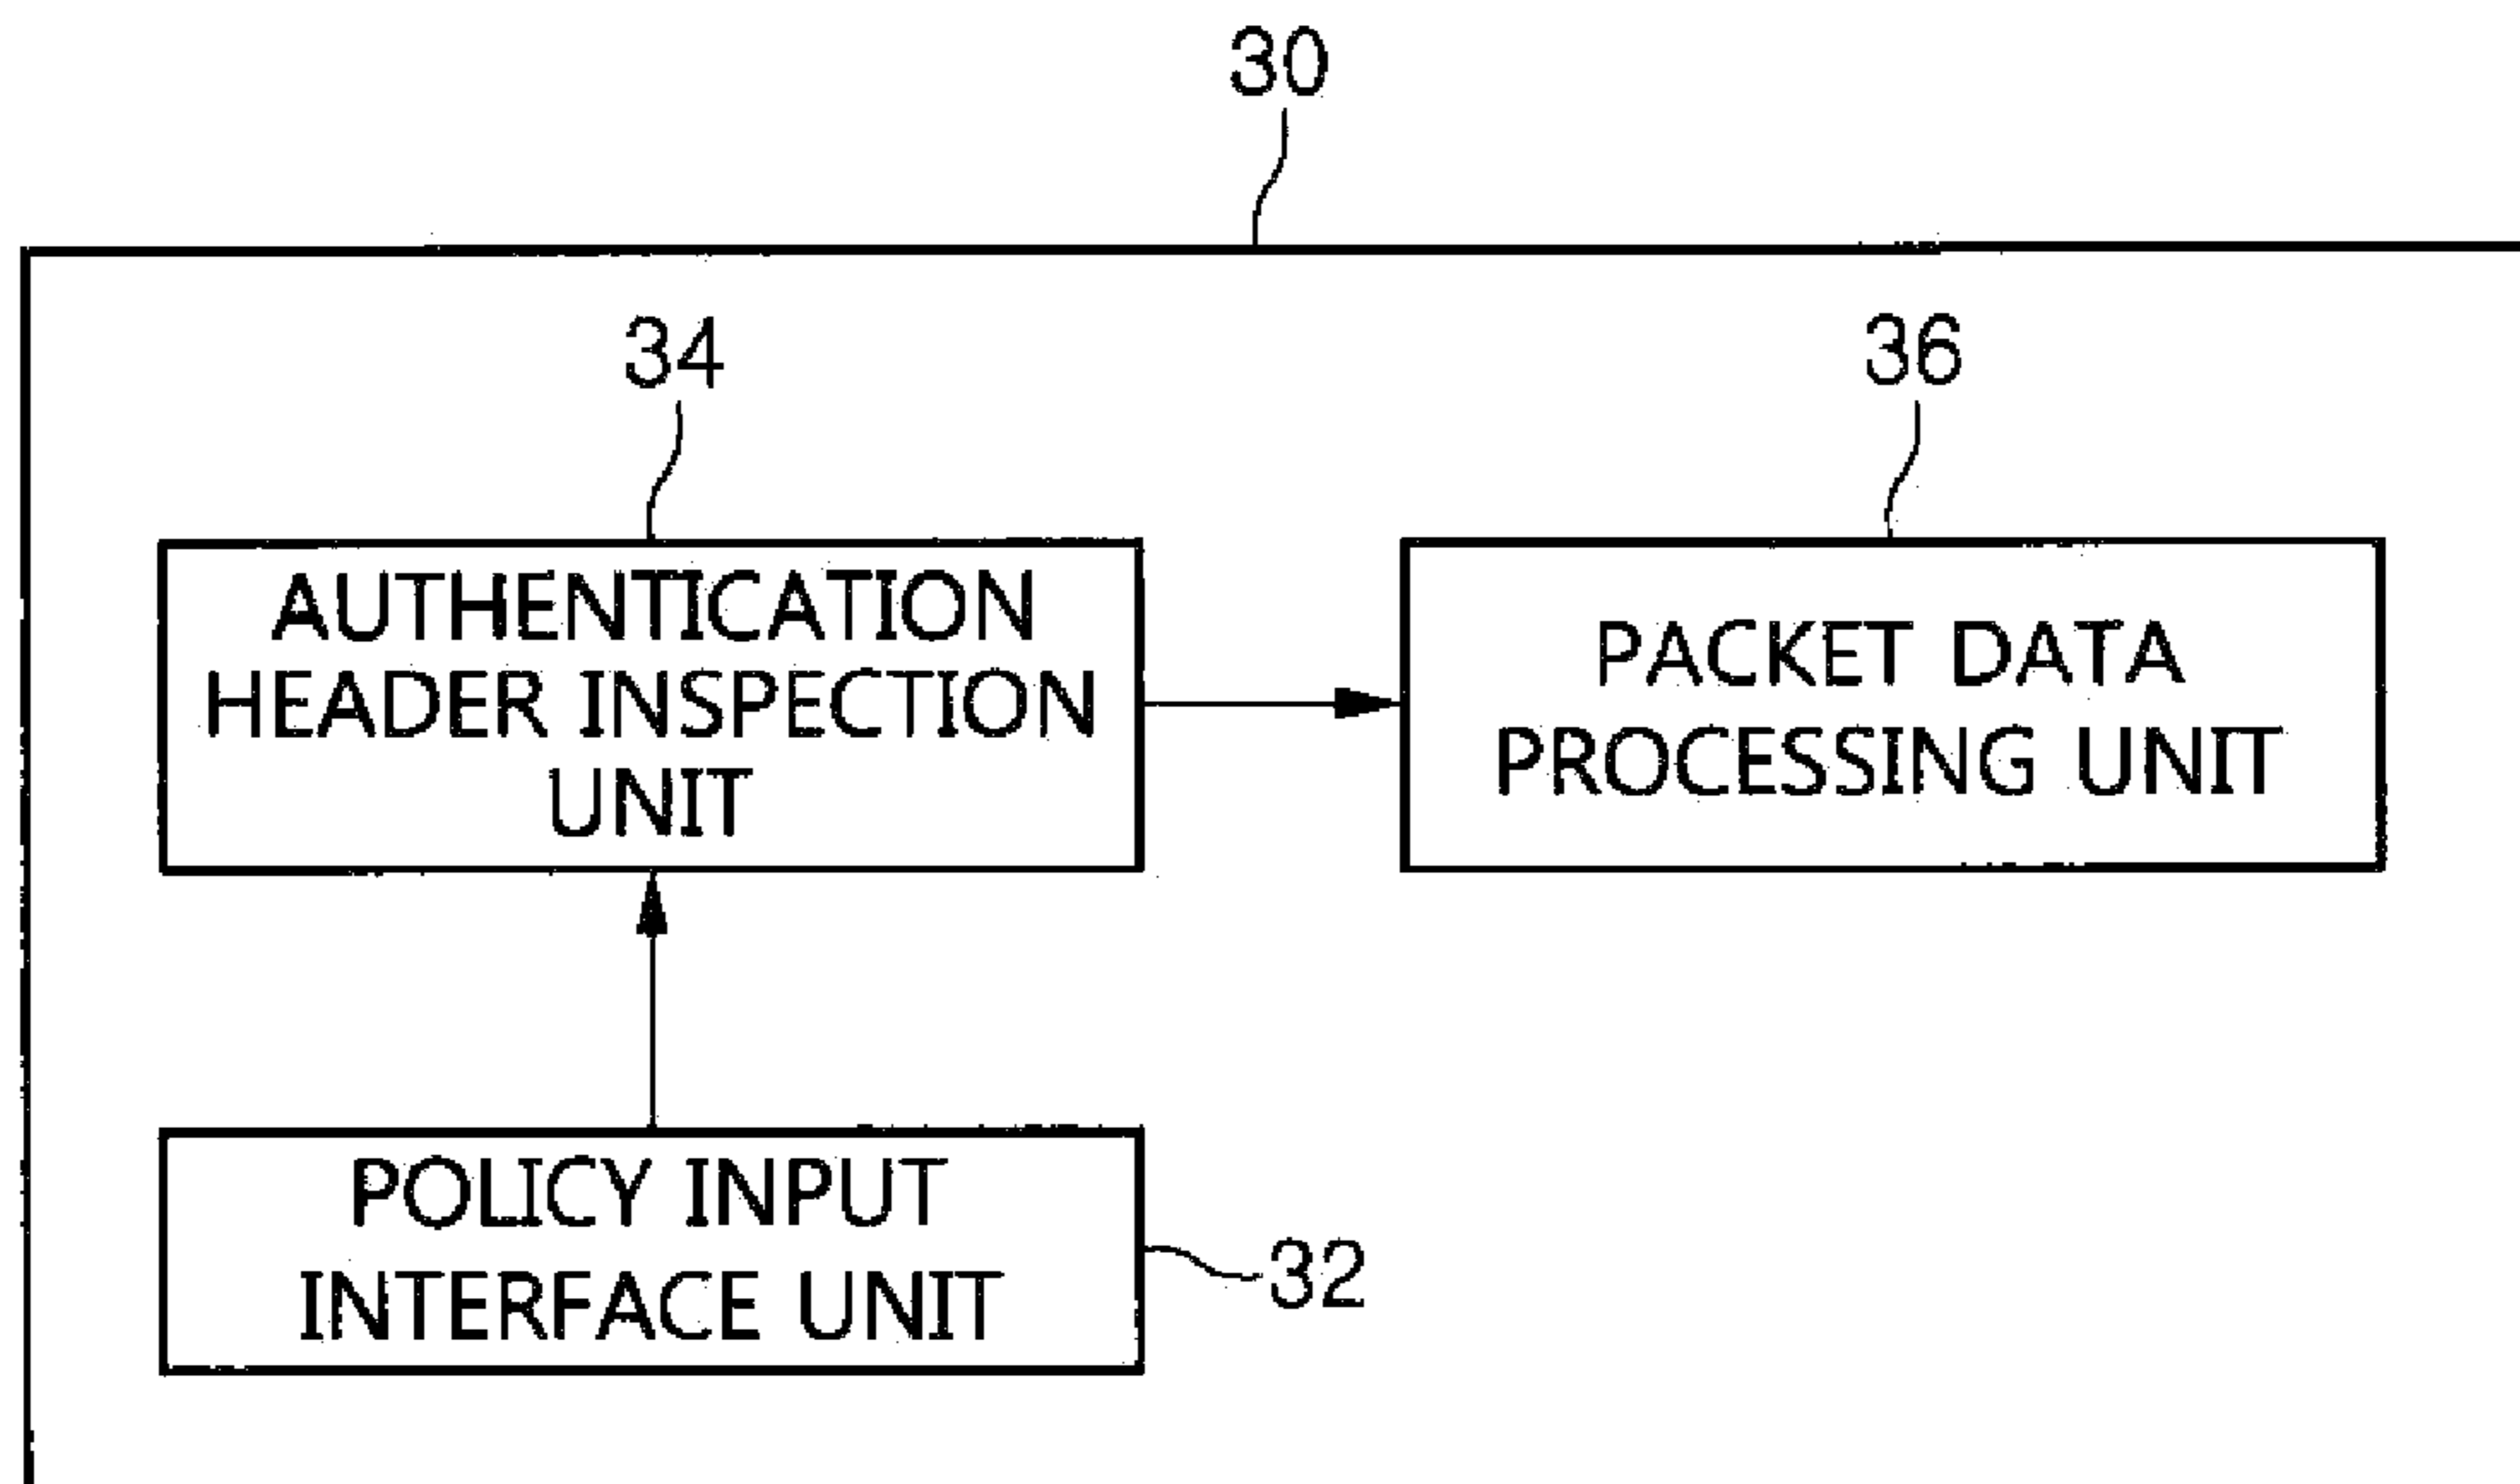 30
34
36
AUTHENTICATION
HEADER INSPECTION
UNIT
PACKET DATA
PROCESSING UNIT
POLICY INPUT
INTERFACE UNIT
32